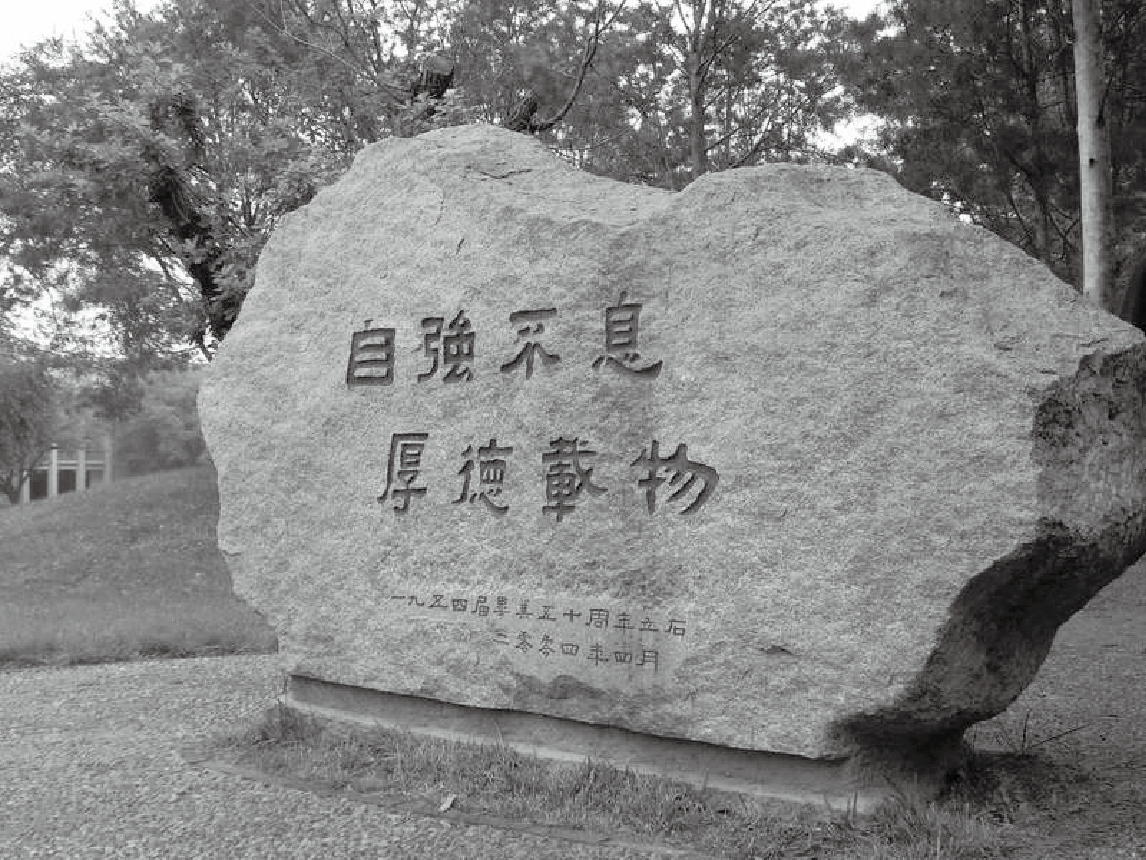 自強不息
厚德載物
一九五四届畢業五十周年立石
二零零四年四月